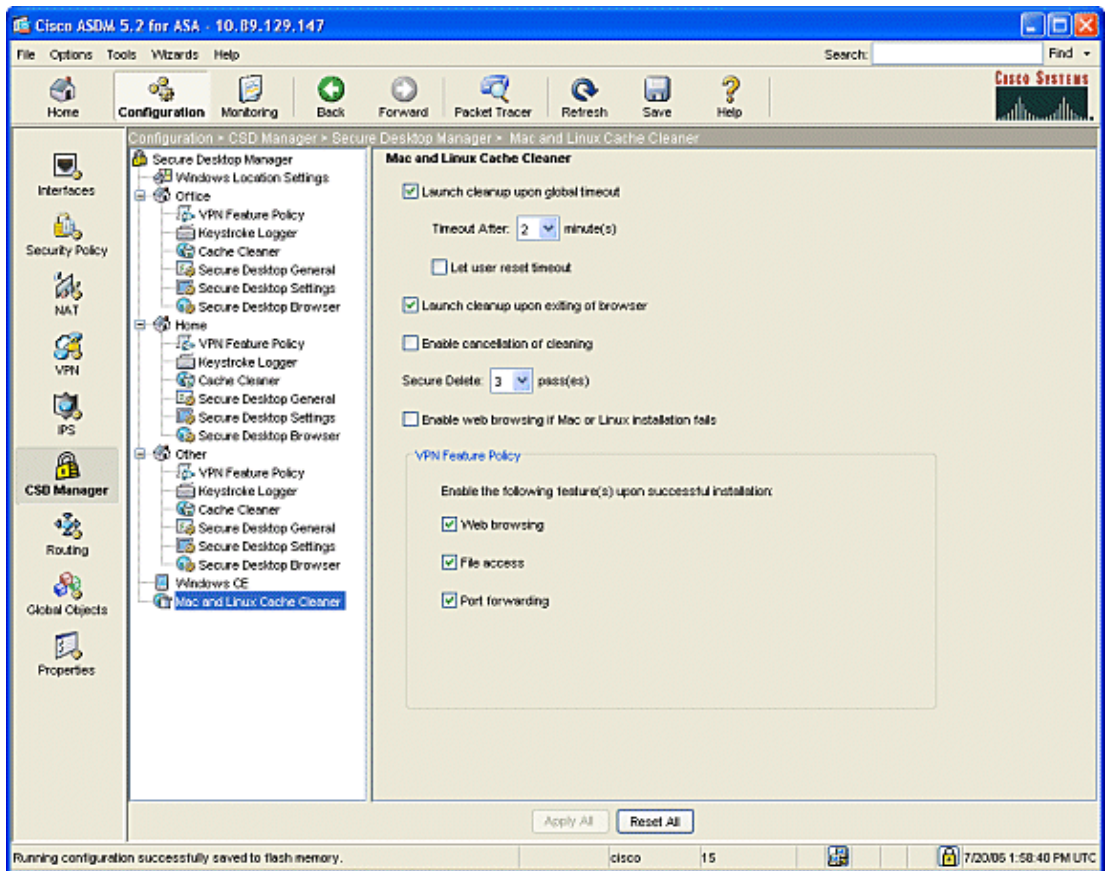 Cisco ASDM 5.2 for ASA - 10.89.129.147
File Options Tools Wizards Help Search: Find
Home Configuration Monitoring Back Forward Packet Tracer Refresh Save Help
CISCO SYSTEMS
Configuration > CSD Manager > Secure Desktop Manager > Mac and Linux Cache Cleaner
Interfaces
Security Policy
NAT
VPN
IPS
CSD Manager
Routing
Global Objects
Properties
Secure Desktop Manager
Windows Location Settings
Office
VPN Feature Policy
Keystroke Logger
Cache Cleaner
Secure Desktop General
Secure Desktop Settings
Secure Desktop Browser
Home
VPN Feature Policy
Keystroke Logger
Cache Cleaner
Secure Desktop General
Secure Desktop Settings
Secure Desktop Browser
Other
VPN Feature Policy
Keystroke Logger
Cache Cleaner
Secure Desktop General
Secure Desktop Settings
Secure Desktop Browser
Windows CE
Mac and Linux Cache Cleaner
Mac and Linux Cache Cleaner
Launch cleanup upon global timeout
Timeout After: 2 minute(s)
Let user reset timeout
Launch cleanup upon exiting of browser
Enable cancellation of cleaning
Secure Delete: 3 pass(es)
Enable web browsing if Mac or Linux installation fails
VPN Feature Policy
Enable the following feature(s) upon successful installation:
Web browsing
File access
Port forwarding
Apply All Reset All
Running configuration successfully saved to flash memory. cisco 15 7/20/06 1:58:40 PM UTC